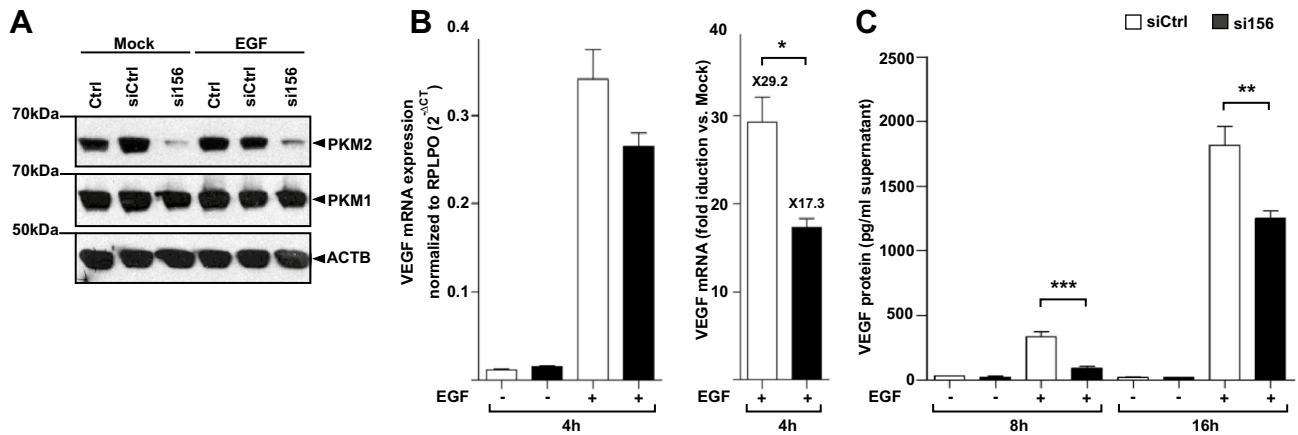 A
Mock EGF
Ctrl siCtrl si156 Ctrl siCtrl si156
70kDa
PKM2
70kDa
PKM1
50kDa
ACTB
B
VEGF mRNA expression
normalized to RPLPO (2^-ΔCT)
0.4
0.3
0.2
0.1
EGF - - + +
4h
VEGF mRNA (fold iduction vs. Mock)
40
30
20
10
*
X29.2
X17.3
+ +
4h
C
siCtrl si156
VEGF protein (pg/ml supernatant)
2500
2000
1500
1000
500
0
***
**
EGF - - + + - - + +
8h 16h